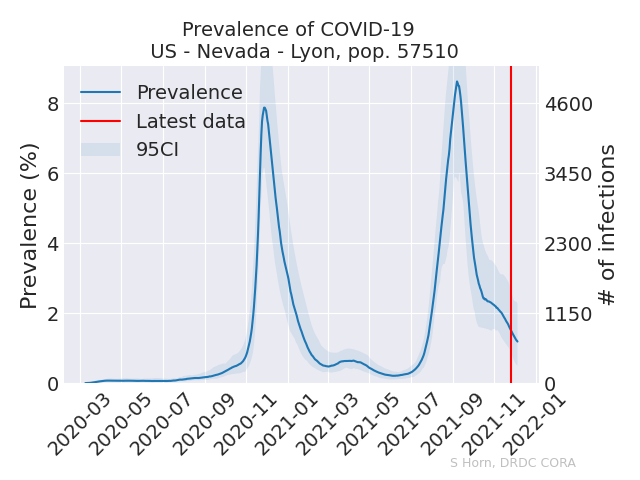 Prevalence of COVID-19
US - Nevada - Lyon, pop. 57510
Prevalence
Latest data
95CI
Prevalence (%)
8
6
4
2
0
# of infections
4600
3450
2300
1150
0
2020-03
2020-05
2020-07
2020-09
2020-11
2021-01
2021-03
2021-05
2021-07
2021-09
2021-11
2022-01
S Horn, DRDC CORA